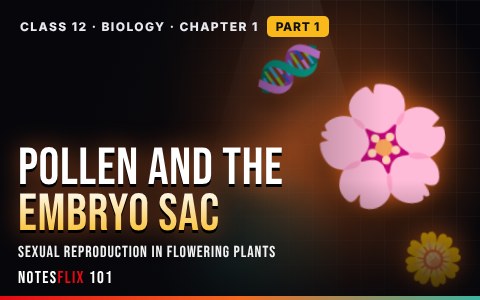 CLASS 12 · BIOLOGY · CHAPTER 1 PART 1
POLLEN AND THE
EMBRYO SAC
SEXUAL REPRODUCTION IN FLOWERING PLANTS
NOTESFLIX 101